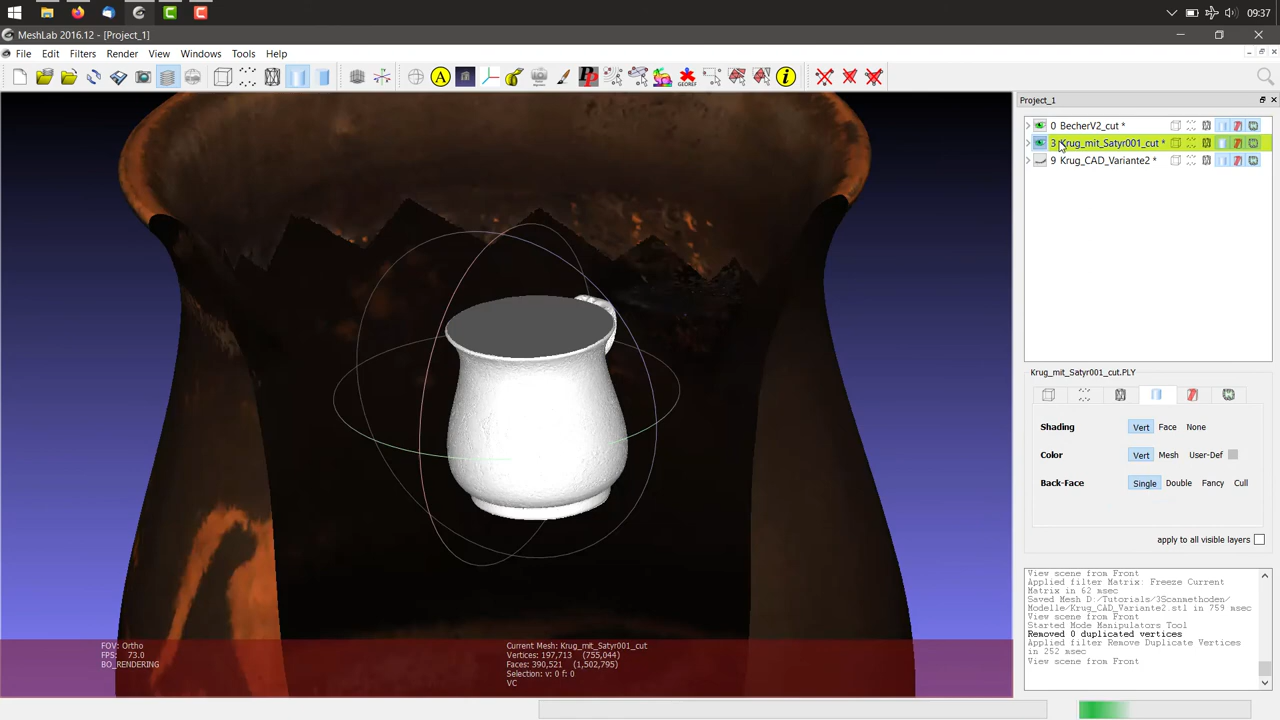 09:37
MeshLab 2016.12 - [Project_1]
File Edit Filters Render View Windows Tools Help
A
PP
GEOREF
i
Project_1
0 BecherV2_cut *
3 Krug_mit_Satyr001_cut *
9 Krug_CAD_Variante2 *
Krug_mit_Satyr001_cut.PLY
Shading Vert Face None
Color Vert Mesh User-Def
Back-Face Single Double Fancy Cull
apply to all visible layers
View scene from Front
Applied filter Matrix: Freeze Current
Matrix in 62 msec
Saved Mesh D:/Tutorials/3Scanmethoden/
Modelle/Krug_CAD_Variante2.stl in 759 msec
View scene from Front
Started Mode Manipulators Tool
Removed 0 duplicated vertices
Applied filter Remove Duplicate Vertices
in 252 msec
View scene from Front
FOV: Ortho
FPS: 73.0
BO_RENDERING
Current Mesh: Krug_mit_Satyr001_cut
Vertices: 197,713 (755,044)
Faces: 390,521 (1,502,795)
Selection: v: 0 f: 0
VC